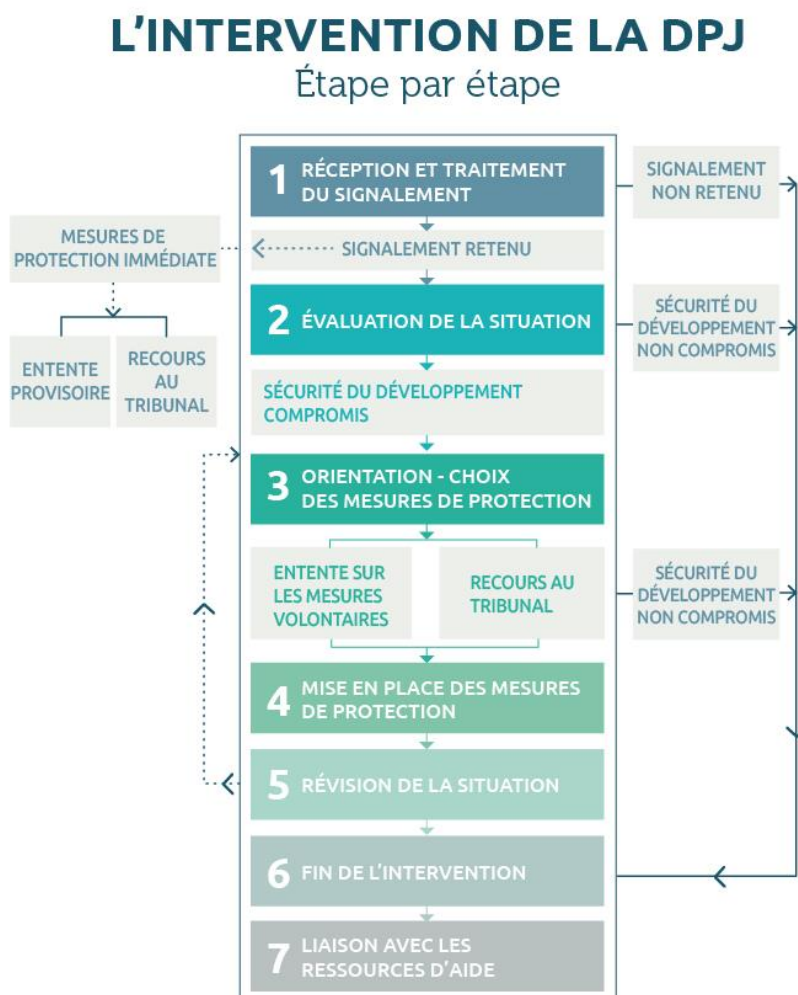 L'INTERVENTION DE LA DPJ
Étape par étape
1 RÉCEPTION ET TRAITEMENT
DU SIGNALEMENT
SIGNALEMENT
NON RETENU
MESURES DE
PROTECTION IMMÉDIATE
SIGNALEMENT RETENU
ENTENTE
PROVISOIRE
RECOURS
AU
TRIBUNAL
2 ÉVALUATION DE LA SITUATION
SÉCURITÉ DU
DÉVELOPPEMENT
NON COMPROMIS
SÉCURITÉ DU DÉVELOPPEMENT
COMPROMIS
3 ORIENTATION - CHOIX
DES MESURES DE PROTECTION
ENTENTE SUR
LES MESURES
VOLONTAIRES
RECOURS AU
TRIBUNAL
SÉCURITÉ DU
DÉVELOPPEMENT
NON COMPROMIS
4 MISE EN PLACE DES MESURES
DE PROTECTION
5 RÉVISION DE LA SITUATION
6 FIN DE L'INTERVENTION
7 LIAISON AVEC LES
RESSOURCES D'AIDE